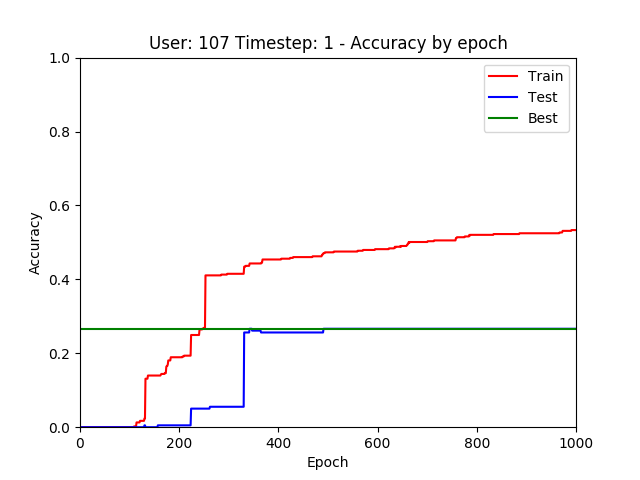 User: 107 Timestep: 1 - Accuracy by epoch
1.0
0.8
0.6
0.4
0.2
0.0
Accuracy
Train
Test
Best
0 200 400 600 800 1000
Epoch